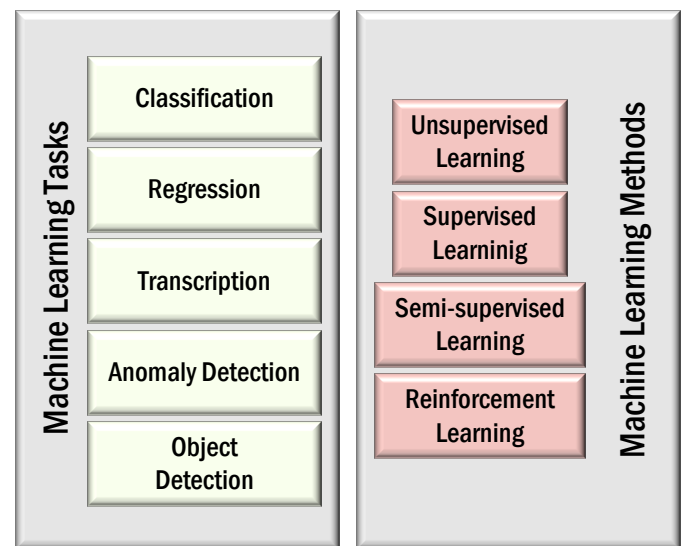 Machine Learning Tasks
Classification
Regression
Transcription
Anomaly Detection
Object
Detection
Unsupervised
Learning
Supervised
Learninig
Semi-supervised
Learning
Reinforcement
Learning
Machine Learning Methods